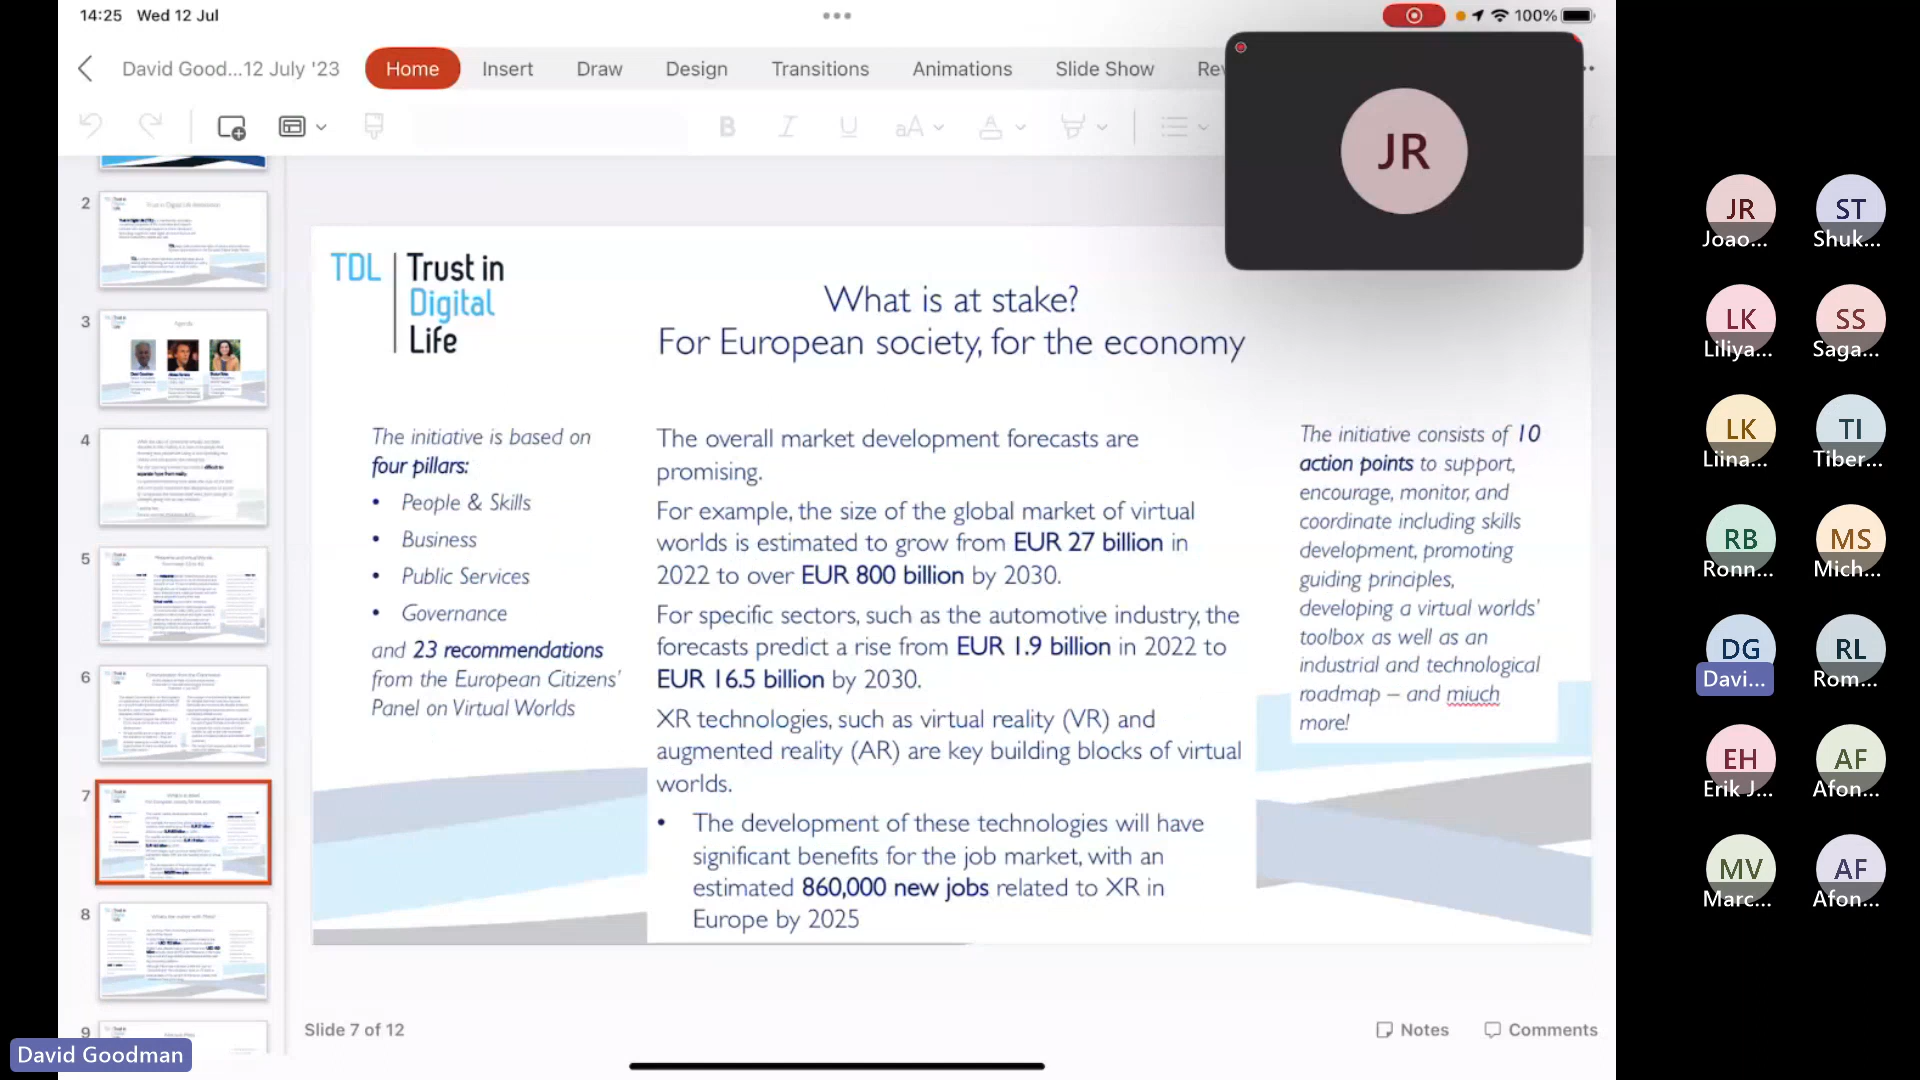 14:25 Wed 12 Jul
100%
David Good...12 July '23
Home
Insert
Draw
Design
Transitions
Animations
Slide Show
JR
TDL
Trust in
Digital
Life
What is at stake?
For European society, for the economy
The initiative is based on
four pillars:
• People & Skills
• Business
• Public Services
• Governance
and 23 recommendations
from the European Citizens'
Panel on Virtual Worlds
The overall market development forecasts are
promising.
For example, the size of the global market of virtual
worlds is estimated to grow from EUR 27 billion in
2022 to over EUR 800 billion by 2030.
For specific sectors, such as the automotive industry, the
forecasts predict a rise from EUR 1.9 billion in 2022 to
EUR 16.5 billion by 2030.
XR technologies, such as virtual reality (VR) and
augmented reality (AR) are key building blocks of virtual
worlds.
• The development of these technologies will have
significant benefits for the job market, with an
estimated 860,000 new jobs related to XR in
Europe by 2025
The initiative consists of 10
action points to support,
encourage, monitor, and
coordinate including skills
development, promoting
guiding principles,
developing a virtual worlds'
toolbox as well as an
industrial and technological
roadmap – and miuch
more!
2
3
4
5
6
7
8
9
Slide 7 of 12
Notes
Comments
David Goodman
JR
Joao...
ST
Shuk...
LK
Liliya...
SS
Saga...
LK
Liina...
TI
Tiber...
RB
Ronn...
MS
Mich...
DG
Davi...
RL
Rom...
EH
Erik J...
AF
Afon...
MV
Marc...
AF
Afon...